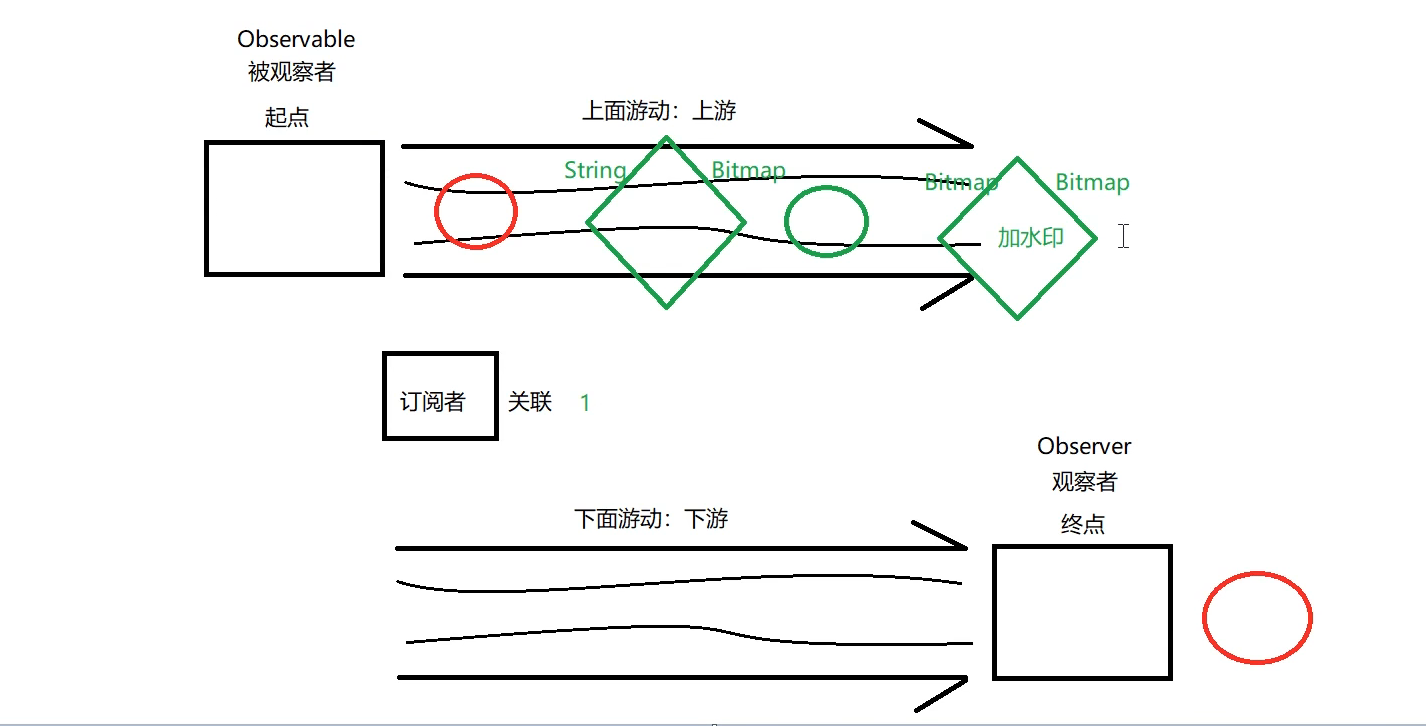 Observable
被观察者
起点
上面游动：上游
String
Bitmap
Bitmap
Bitmap
加水印
订阅者
关联
1
Observer
观察者
终点
下面游动：下游